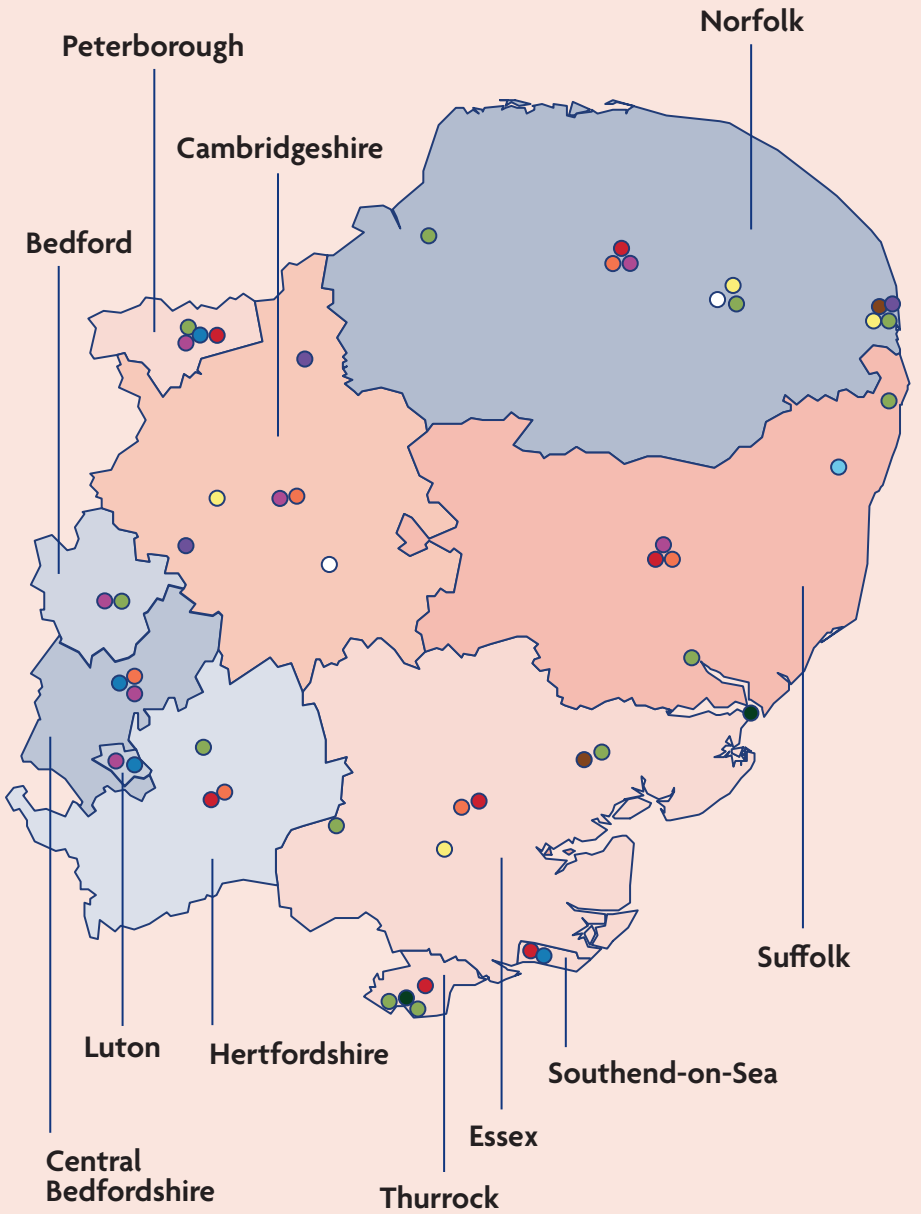 Norfolk
Peterborough
Cambridgeshire
Bedford
Suffolk
Luton
Hertfordshire
Southend-on-Sea
Essex
Central
Bedfordshire
Thurrock